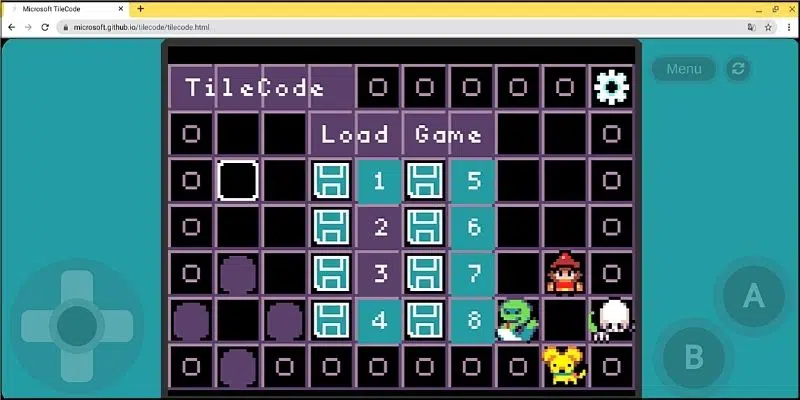 Microsoft TileCode
microsoft.github.io/tilecode/tilecode.html
Menu
TileCode
Load Game
1 5
2 6
3 7
4 8
A
B